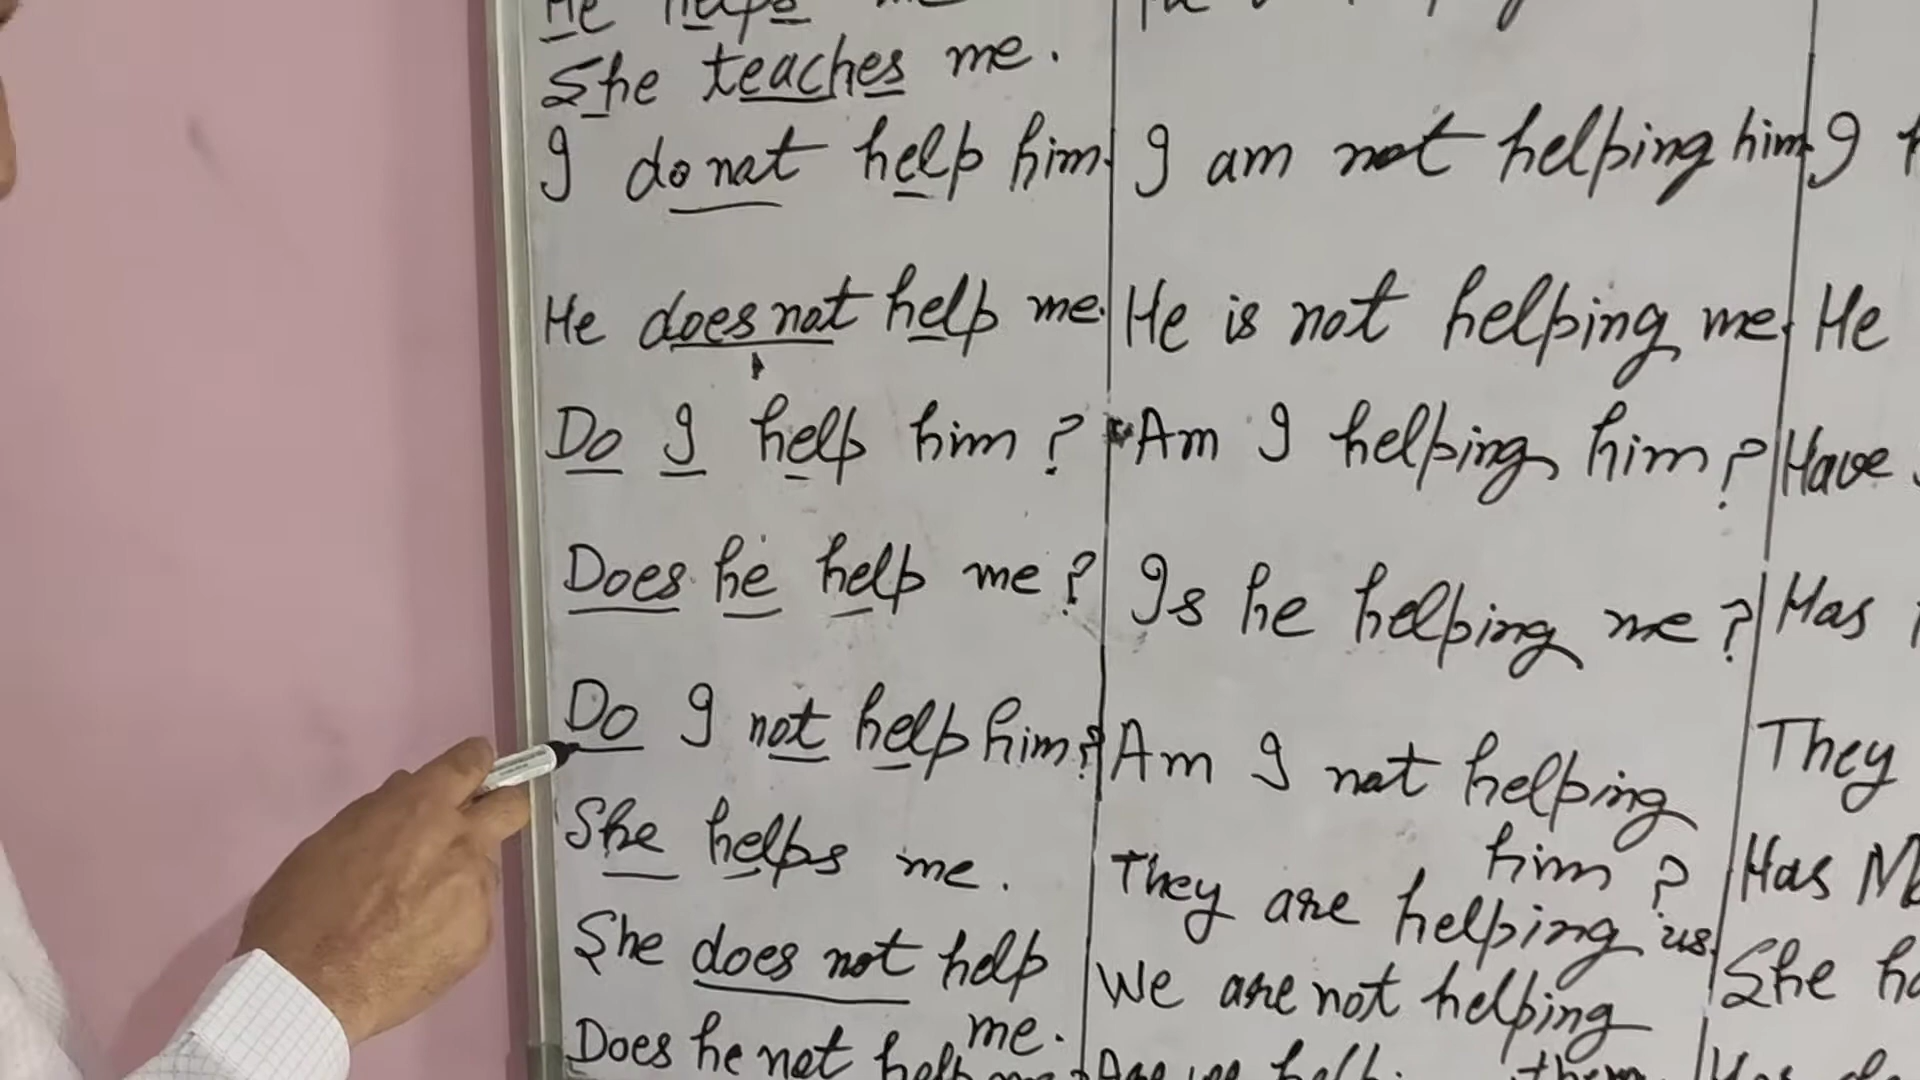 He helps me
She teaches me.
I do not help him.
He does not help me.
Do I help him?
Does he help me?
Do I not help him?
She helps me.
She does not help
me.
Does he not help
I am not helping him
He is not helping me.
Am I helping him?
Is he helping me?
Am I not helping
him?
They are helping us.
We are not helping
them
I
He
Have
Has
They
Has
She